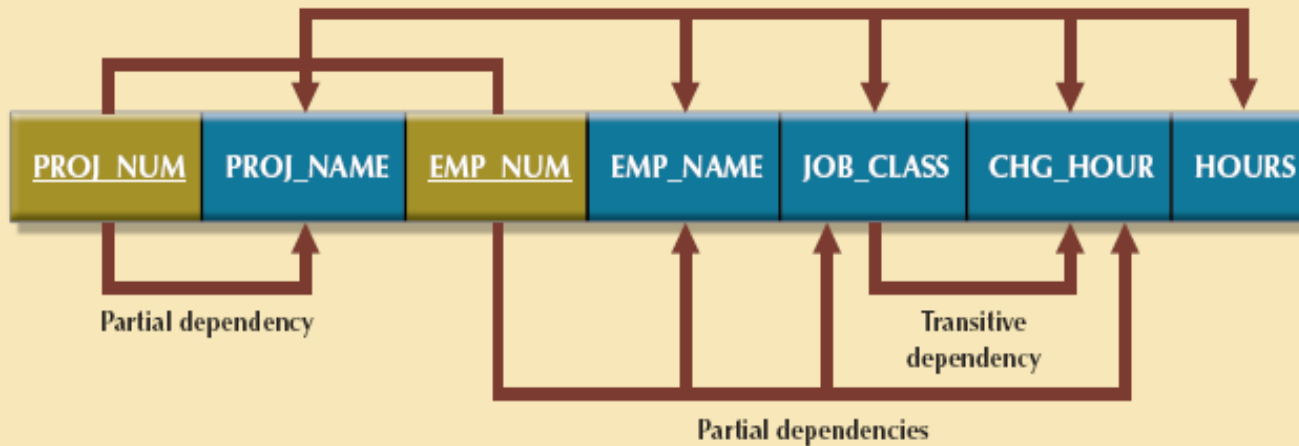 PROJ_NUM PROJ_NAME EMP_NUM EMP_NAME JOB_CLASS CHG_HOUR HOURS
Partial dependency
Transitive
dependency
Partial dependencies